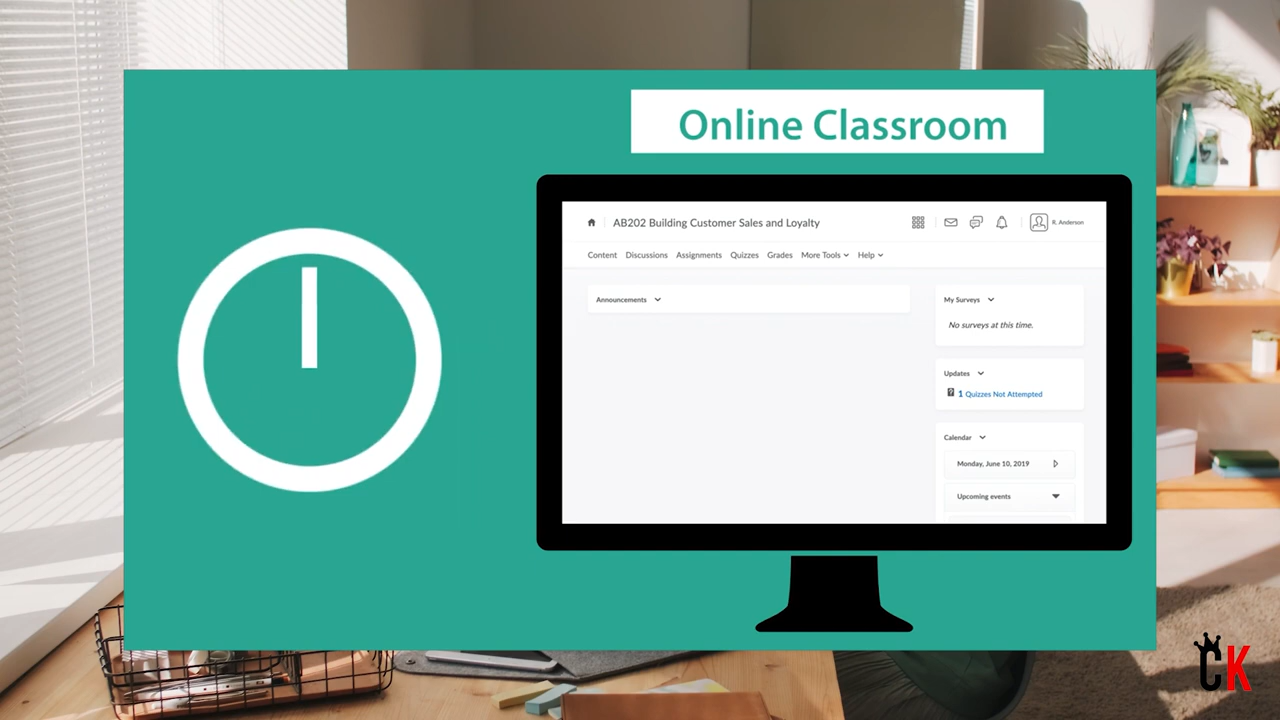 Online Classroom
AB202 Building Customer Sales and Loyalty
R. Anderson
Content Discussions Assignments Quizzes Grades More Tools Help
Announcements
My Surveys
No surveys at this time.
Updates
1 Quizzes Not Attempted
Calendar
Monday, June 10, 2019
Upcoming events
CK